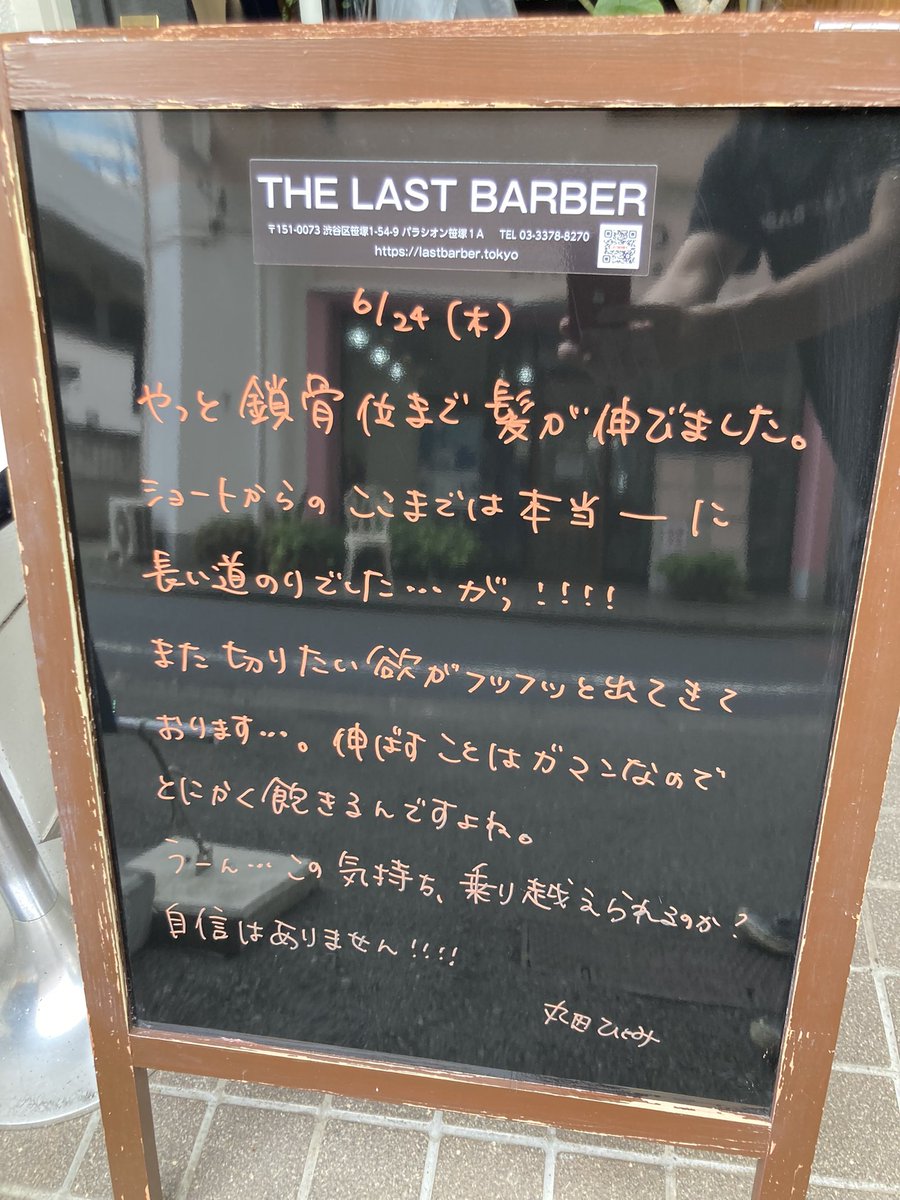 THE LAST BARBER
〒151-0073 渋谷区笹塚1-54-9 パラシオン笹塚1A TEL 03-3378-8270
https://lastbarber.tokyo
6/24(木)
やっと鎖骨位まで髪が伸びました。
ショートからのここまでは本当ーに
長い道のりでした…がっ!!!!
また切りたい欲がフツフツと出てきて
おります…。伸ばすことはガマンなので
とにかく飽きるんですよね。
うーん…この気持ち、乗り越えられるのか?
自信はありません!!!!
丸田ひとみ